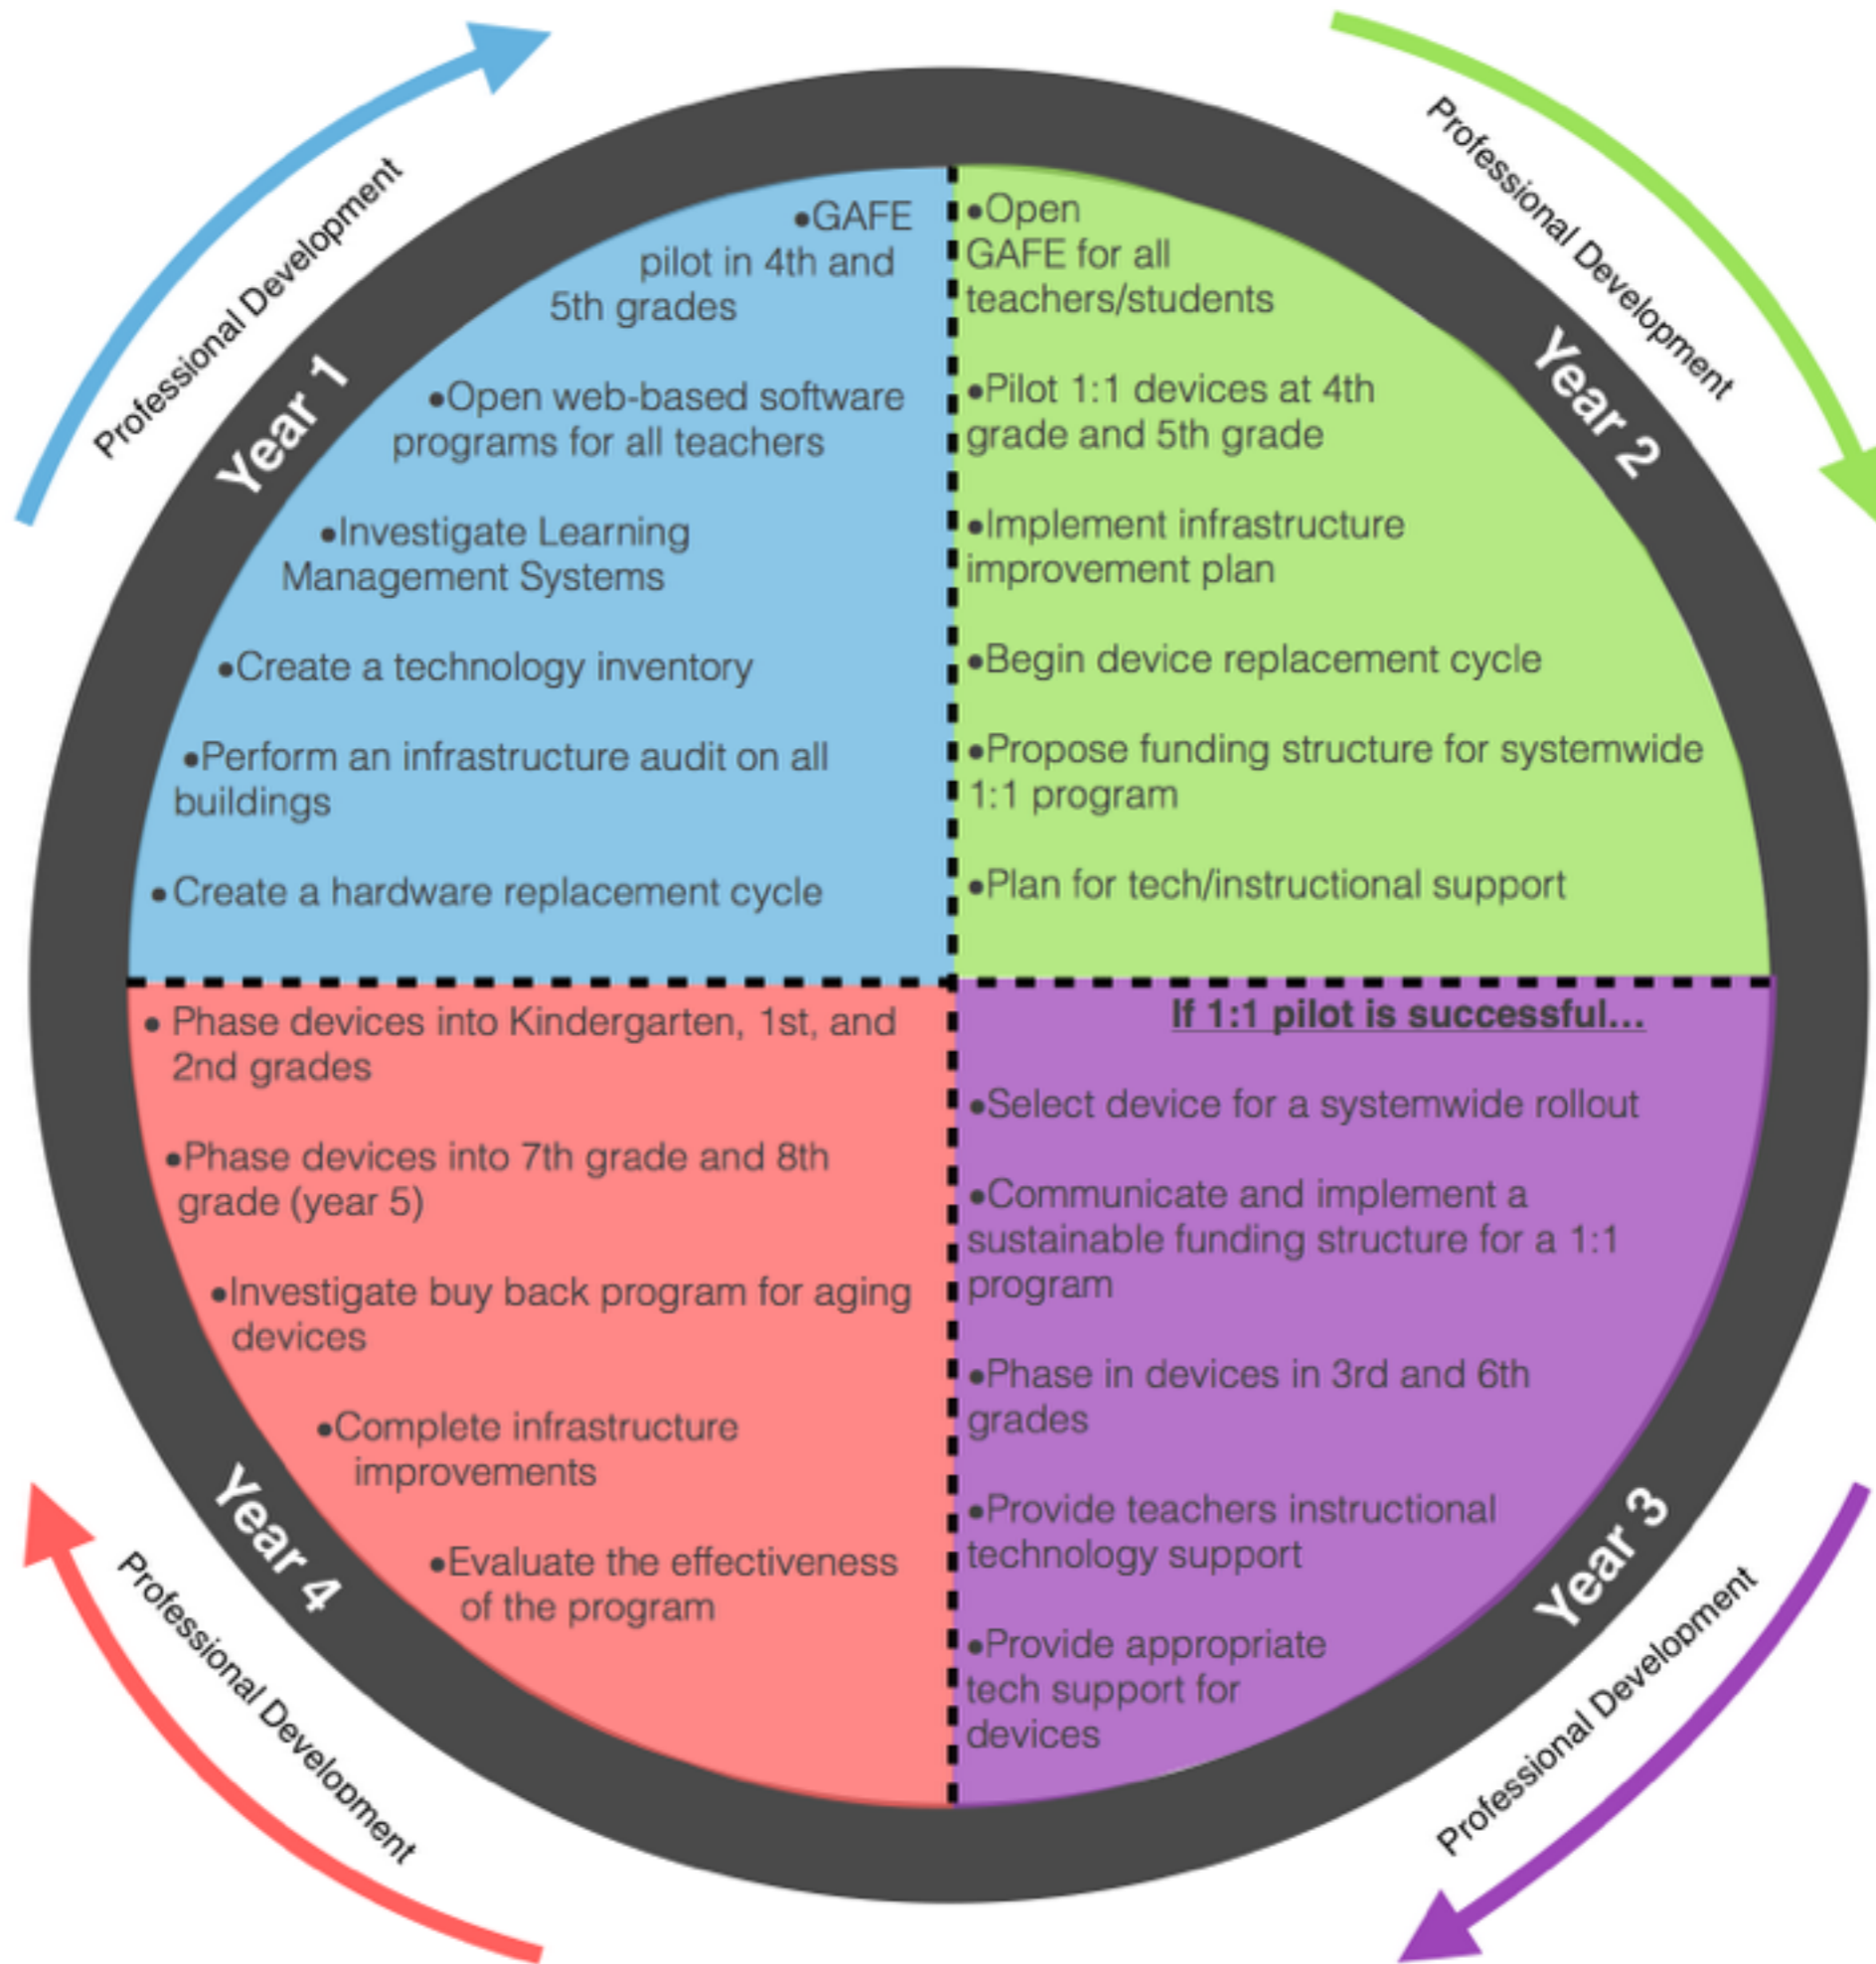 Professional Development
Year 1
•GAFE
pilot in 4th and
5th grades
•Open web-based software
programs for all teachers
•Investigate Learning
Management Systems
•Create a technology inventory
•Perform an infrastructure audit on all
buildings
• Create a hardware replacement cycle
Professional Development
Year 2
•Open
GAFE for all
teachers/students
•Pilot 1:1 devices at 4th
grade and 5th grade
•Implement infrastructure
improvement plan
•Begin device replacement cycle
•Propose funding structure for systemwide
1:1 program
•Plan for tech/instructional support
If 1:1 pilot is successful...
•Select device for a systemwide rollout
•Communicate and implement a
sustainable funding structure for a 1:1
program
•Phase in devices in 3rd and 6th
grades
•Provide teachers instructional
technology support
•Provide appropriate
tech support for
devices
Year 3
Professional Development
• Phase devices into Kindergarten, 1st, and
2nd grades
•Phase devices into 7th grade and 8th
grade (year 5)
•Investigate buy back program for aging
devices
•Complete infrastructure
improvements
•Evaluate the effectiveness
of the program
Year 4
Professional Development